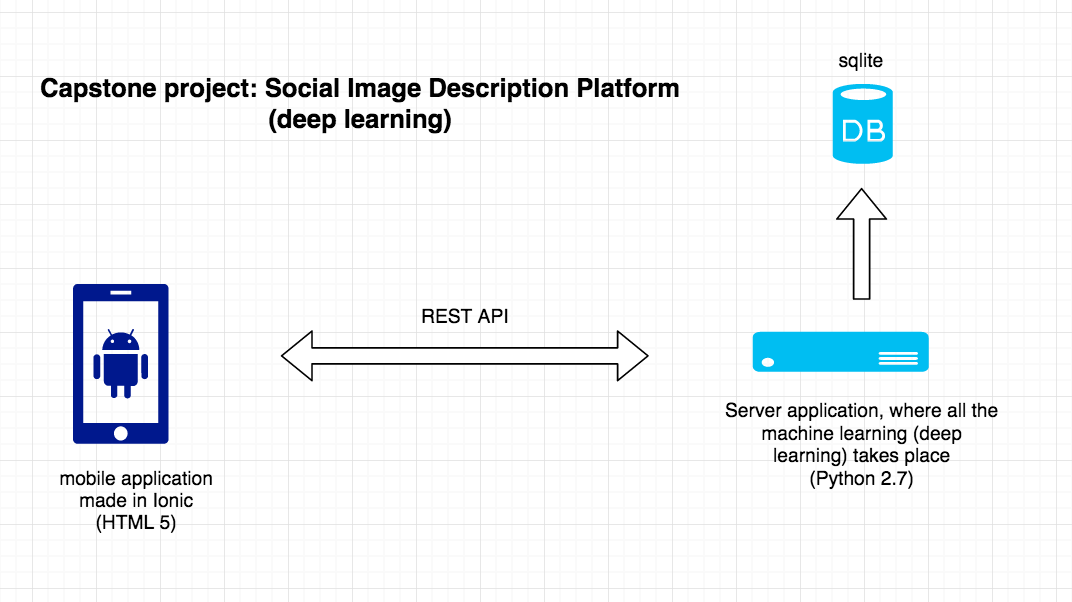 Capstone project: Social Image Description Platform
(deep learning)
sqlite
DB
REST API
mobile application
made in Ionic
(HTML 5)
Server application, where all the
machine learning (deep
learning) takes place
(Python 2.7)